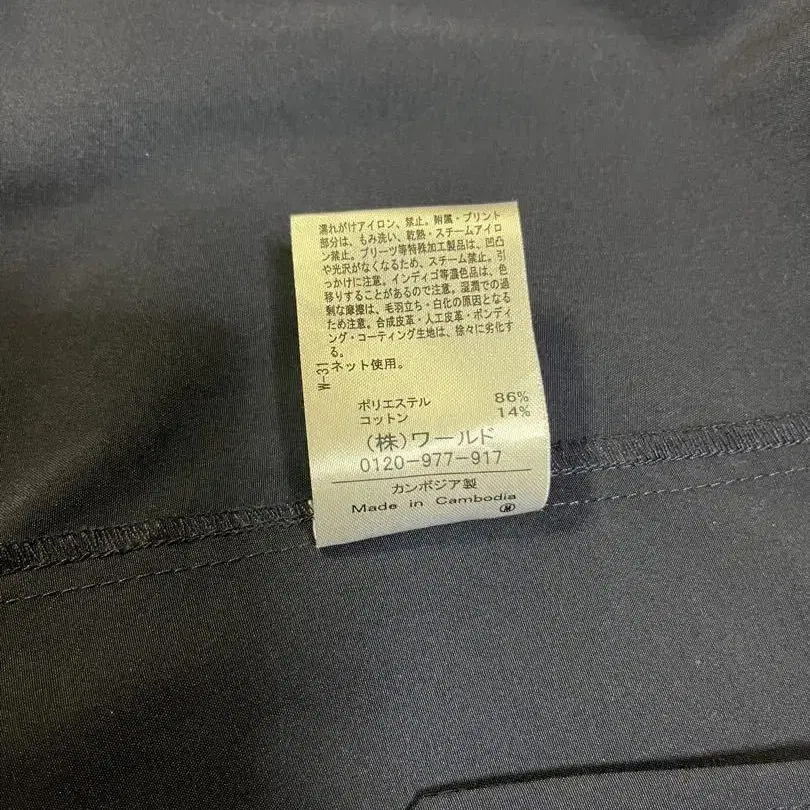 濡れがけアイロン、禁止。附属・プリント
部分は、もみ洗い、乾熱・スチームアイロ
ン禁止。プリーツ等特殊加工製品は、凹凸
や光沢がなくなるため、スチーム禁止。引
っかけに注意。インディゴ等濃色品は、色
移りすることがあるので注意。湿潤での過
剰な摩擦は、毛羽立ち・白化の原因となる
ため注意。合成皮革・人工皮革・ボンディ
ング・コーティング生地は、徐々に劣化す
る。
ネット使用。
W-31
ポリエステル 86%
コットン 14%
(株)ワールド
0120-977-917
カンボジア製
Made in Cambodia
W